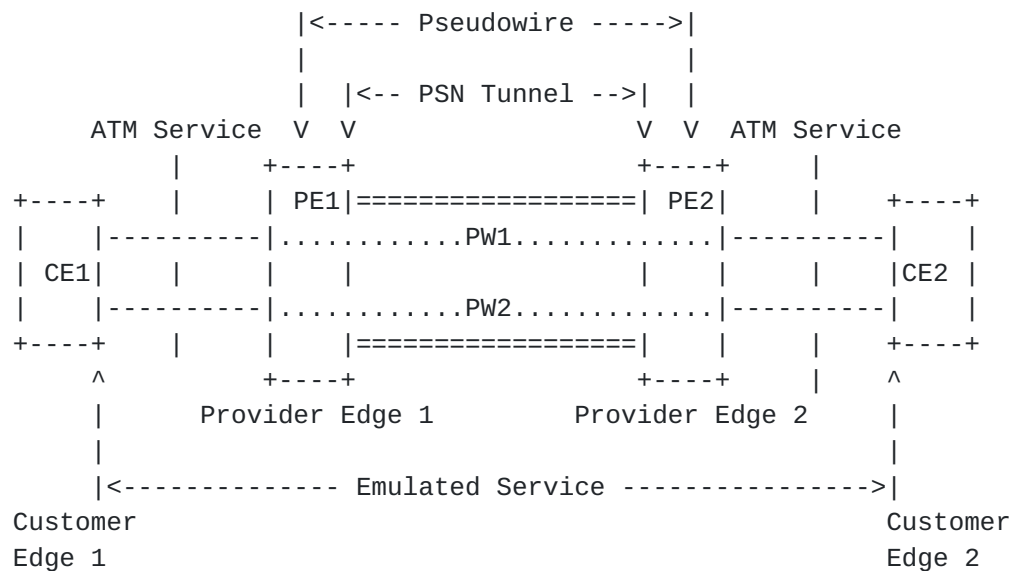 |<----- Pseudowire ----->|
|                        |
|  |<-- PSN Tunnel -->|  |
ATM Service  V  V                  V  V  ATM Service
|     +----+                  +----+     |
+----+    |     | PE1|==================| PE2|     |    +----+
|    |----------|............PW1.............|----------|    |
| CE1|    |     |    |                  |    |     |    |CE2 |
|    |----------|............PW2.............|----------|    |
+----+    |     |    |==================|    |     |    +----+
^          +----+                  +----+     |    ^
|      Provider Edge 1         Provider Edge 2     |
|                                                  |
|<-------------- Emulated Service ---------------->|
Customer                                                Customer
Edge 1                                                  Edge 2